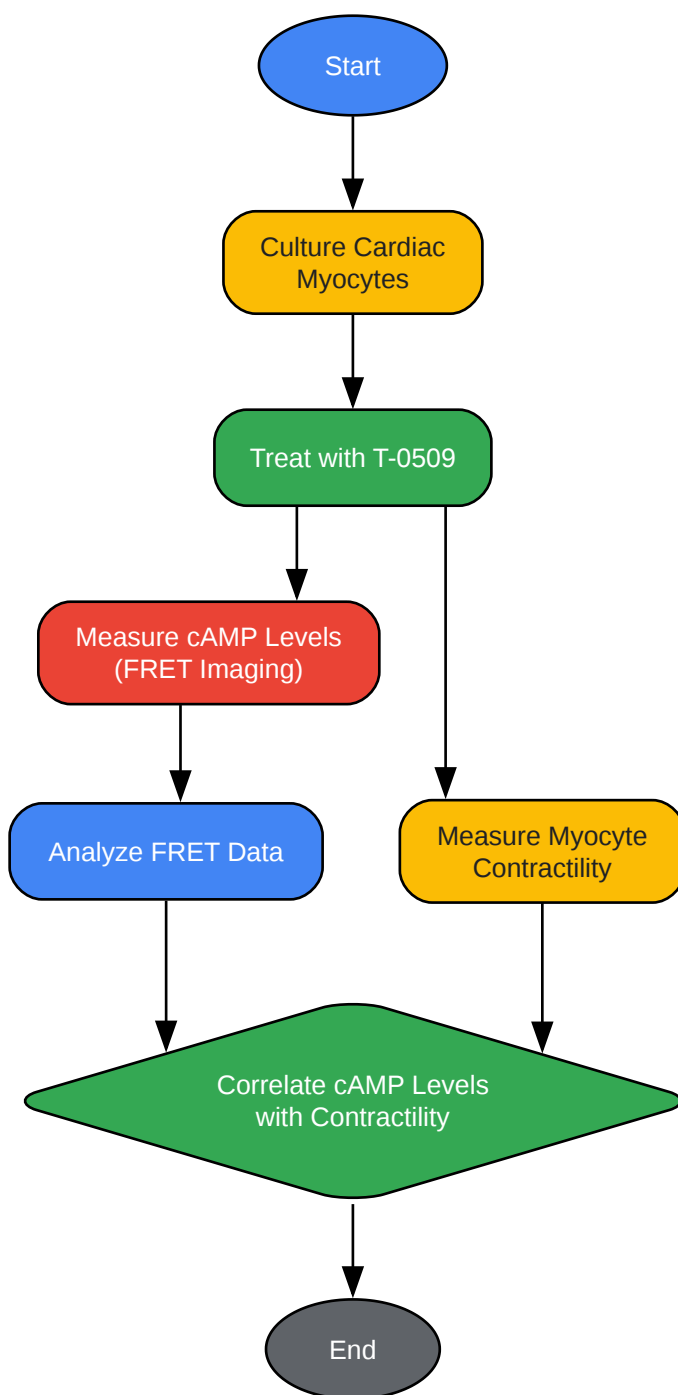 Start
Culture Cardiac
Myocytes
Treat with T-0509
Measure cAMP Levels
(FRET Imaging)
Analyze FRET Data
Measure Myocyte
Contractility
Correlate cAMP Levels
with Contractility
End